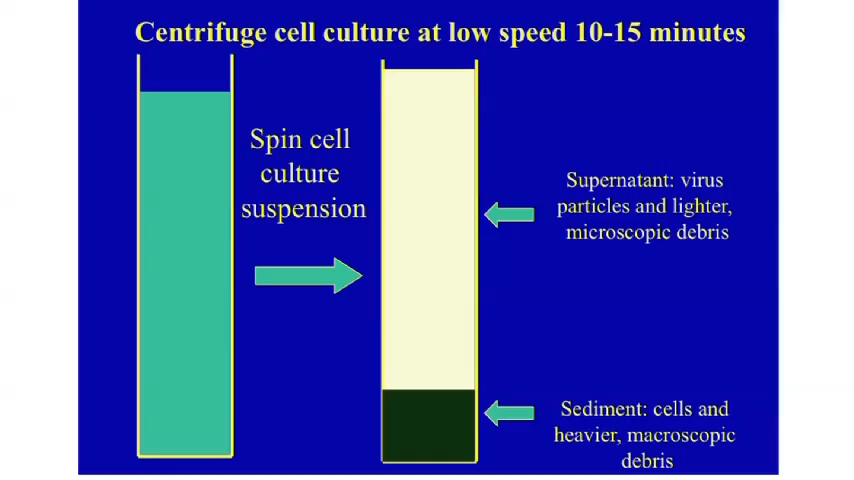 Centrifuge cell culture at low speed 10-15 minutes
Spin cell
culture
suspension
Supernatant: virus
particles and lighter,
microscopic debris
Sediment: cells and
heavier, macroscopic
debris